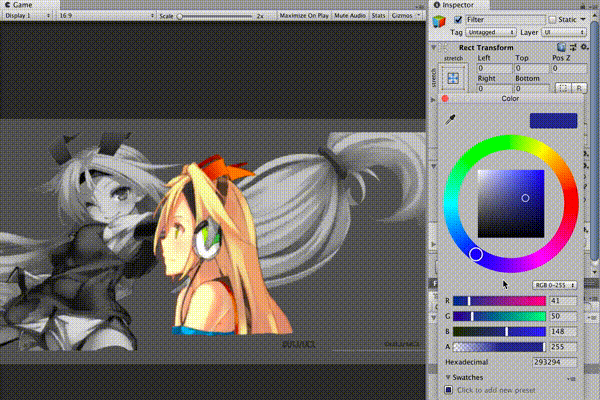 Game
Inspector
Display 1
16:9
Scale
2x
Maximize On Play
Mute Audio
Stats
Gizmos
Filter
Static
Tag
Untagged
Layer
UI
Rect Transform
stretch
stretch
Left
Top
Pos Z
0
0
0
Right
Bottom
0
0
R
Color
RGB 0-255
R
41
G
50
B
148
A
255
Hexadecimal
293294
Swatches
Click to add new preset